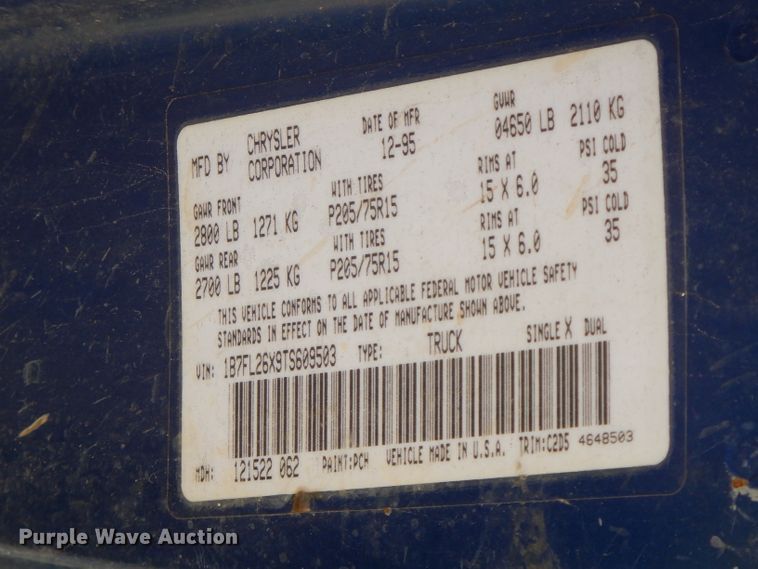 MFD BY CHRYSLER CORPORATION DATE OF MFR 12-95 GVWR 04650 LB 2110 KG
GAWR FRONT WITH TIRES RIMS AT PSI COLD
2800 LB 1271 KG P205/75R15 15 X 6.0 35
GAWR REAR WITH TIRES RIMS AT PSI COLD
2700 LB 1225 KG P205/75R15 15 X 6.0 35
THIS VEHICLE CONFORMS TO ALL APPLICABLE FEDERAL MOTOR VEHICLE SAFETY
STANDARDS IN EFFECT ON THE DATE OF MANUFACTURE SHOWN ABOVE.
VIN: 1B7FL26X9TS609503 TYPE: TRUCK SINGLE X DUAL
MDH: 121522 062 PAINT:PCH VEHICLE MADE IN U.S.A. TRIM:C2D5 4648503
Purple Wave Auction